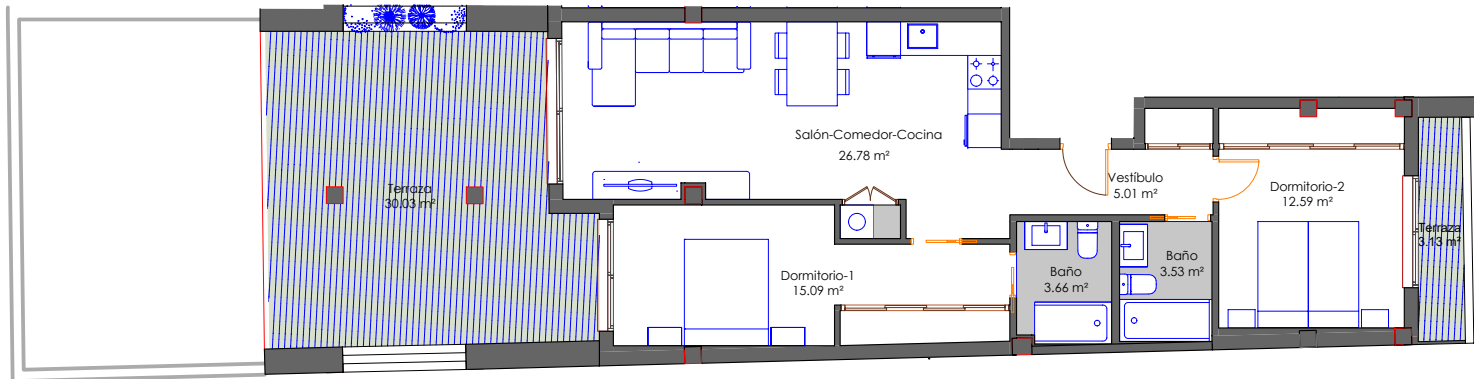 Terraza
30.03 m²
Salón-Comedor-Cocina
26.78 m²
Vestíbulo
5.01 m²
Dormitorio-2
12.59 m²
Terraza
3.13 m²
Dormitorio-1
15.09 m²
Baño
3.66 m²
Baño
3.53 m²